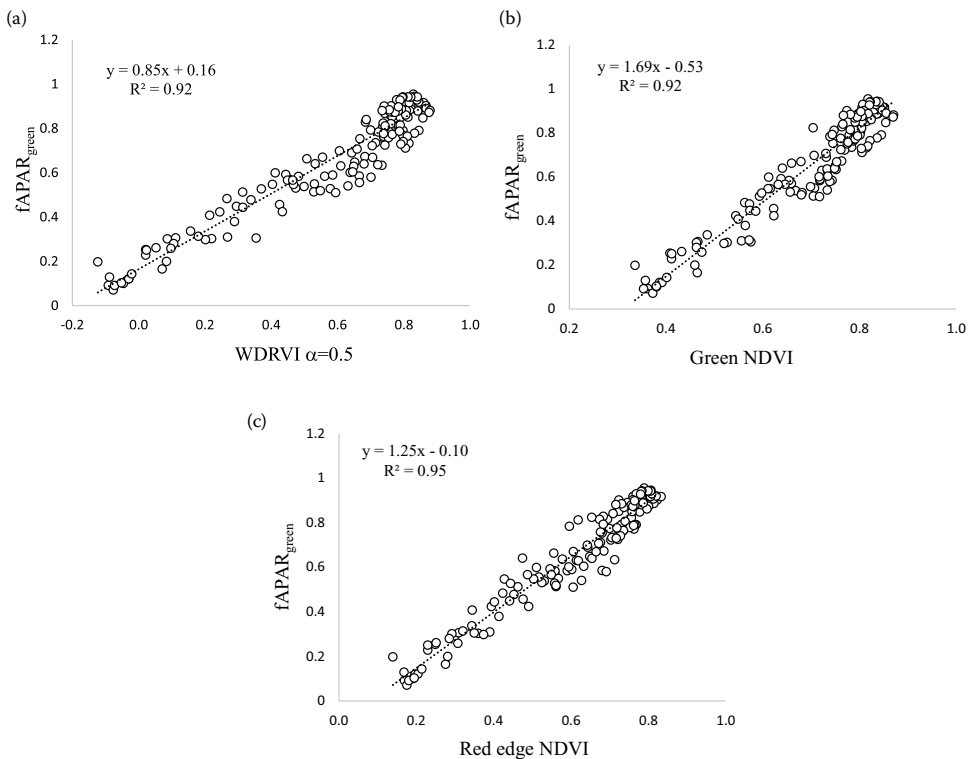 (a)
1.2
1
0.8
0.6
0.4
0.2
0
fAPARgreen
y = 0.85x + 0.16
R² = 0.92
-0.2 0.0 0.2 0.4 0.6 0.8 1.0
WDRVI α=0.5
(b)
1.2
1
0.8
0.6
0.4
0.2
0
fAPARgreen
y = 1.69x - 0.53
R² = 0.92
0.2 0.4 0.6 0.8 1.0
Green NDVI
(c)
1.2
1
0.8
0.6
0.4
0.2
0
fAPARgreen
y = 1.25x - 0.10
R² = 0.95
0.0 0.2 0.4 0.6 0.8 1.0
Red edge NDVI